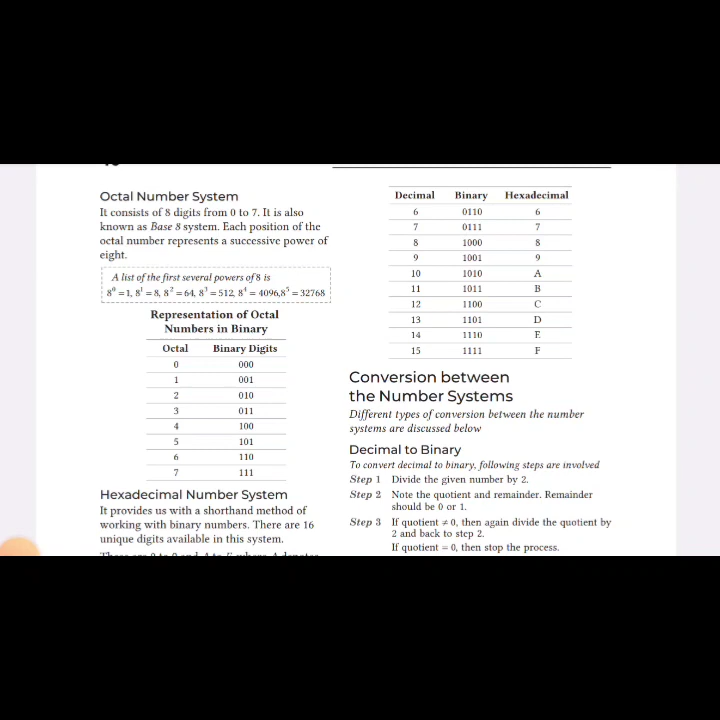 Octal Number System
It consists of 8 digits from 0 to 7. It is also
known as Base 8 system. Each position of the
octal number represents a successive power of
eight.
A list of the first several powers of 8 is
8⁰ = 1, 8¹ = 8, 8² = 64, 8³ = 512, 8⁴ = 4096,8⁵ = 32768
Representation of Octal
Numbers in Binary
Octal Binary Digits
0 000
1 001
2 010
3 011
4 100
5 101
6 110
7 111
Hexadecimal Number System
It provides us with a shorthand method of
working with binary numbers. There are 16
unique digits available in this system.
Decimal Binary Hexadecimal
6 0110 6
7 0111 7
8 1000 8
9 1001 9
10 1010 A
11 1011 B
12 1100 C
13 1101 D
14 1110 E
15 1111 F
Conversion between
the Number Systems
Different types of conversion between the number
systems are discussed below
Decimal to Binary
To convert decimal to binary, following steps are involved
Step 1 Divide the given number by 2.
Step 2 Note the quotient and remainder. Remainder
should be 0 or 1.
Step 3 If quotient ≠ 0, then again divide the quotient by
2 and back to step 2.
If quotient = 0, then stop the process.